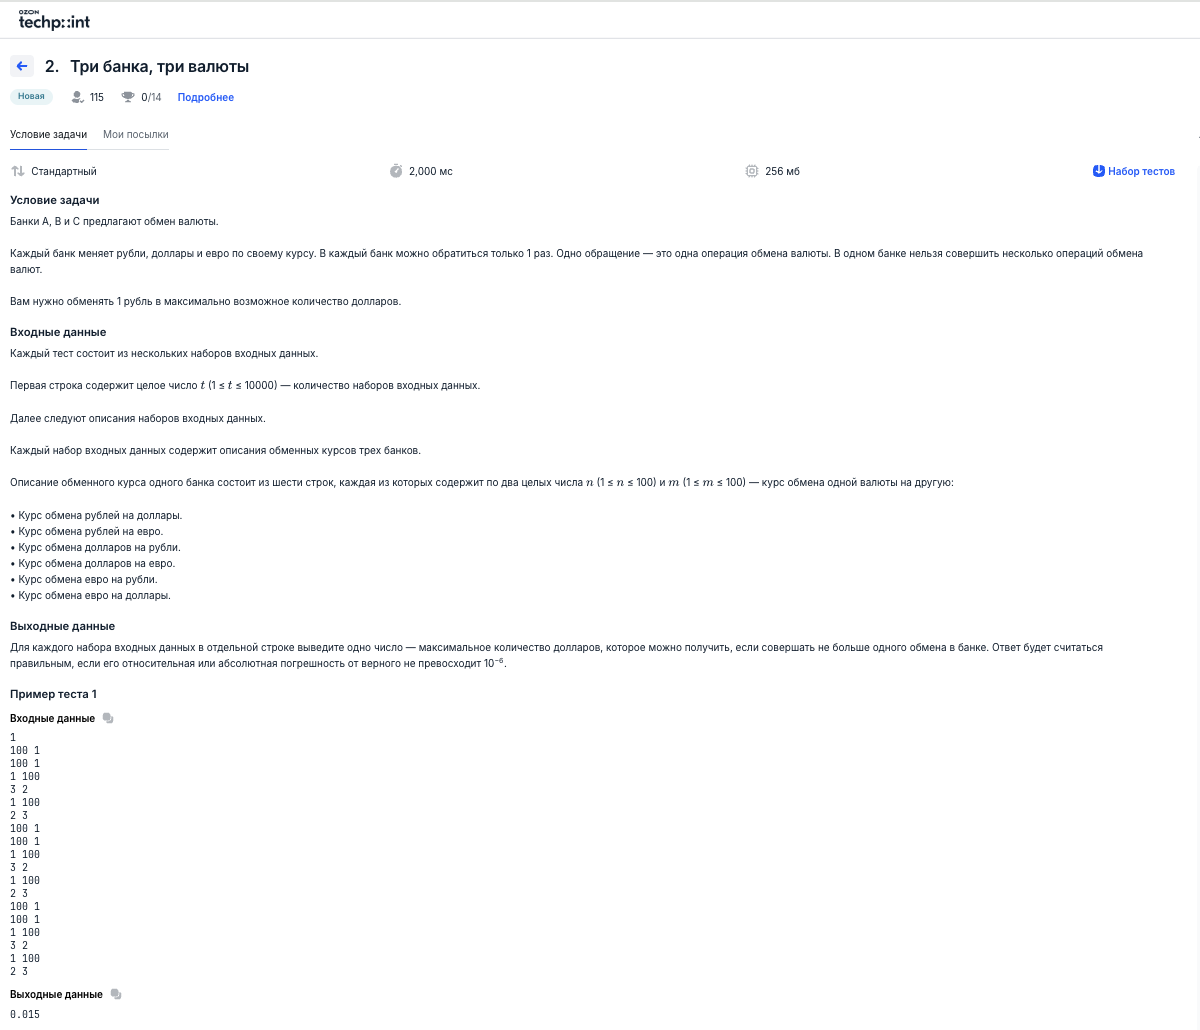 OZON
techp::int
2. Три банка, три валюты
Новая 115 0/14 Подробнее
Условие задачи Мои посылки
Стандартный 2,000 мс 256 мб Набор тестов
Условие задачи
Банки A, B и C предлагают обмен валюты.
Каждый банк меняет рубли, доллары и евро по своему курсу. В каждый банк можно обратиться только 1 раз. Одно обращение — это одна операция обмена валюты. В одном банке нельзя совершить несколько операций обмена
валют.
Вам нужно обменять 1 рубль в максимально возможное количество долларов.
Входные данные
Каждый тест состоит из нескольких наборов входных данных.
Первая строка содержит целое число t (1 ≤ t ≤ 10000) — количество наборов входных данных.
Далее следуют описания наборов входных данных.
Каждый набор входных данных содержит описания обменных курсов трех банков.
Описание обменного курса одного банка состоит из шести строк, каждая из которых содержит по два целых числа n (1 ≤ n ≤ 100) и m (1 ≤ m ≤ 100) — курс обмена одной валюты на другую:
• Курс обмена рублей на доллары.
• Курс обмена рублей на евро.
• Курс обмена долларов на рубли.
• Курс обмена долларов на евро.
• Курс обмена евро на рубли.
• Курс обмена евро на доллары.
Выходные данные
Для каждого набора входных данных в отдельной строке выведите одно число — максимальное количество долларов, которое можно получить, если совершать не больше одного обмена в банке. Ответ будет считаться
правильным, если его относительная или абсолютная погрешность от верного не превосходит 10⁻⁶.
Пример теста 1
Входные данные
1
100 1
100 1
1 100
3 2
1 100
2 3
100 1
100 1
1 100
3 2
1 100
2 3
100 1
100 1
1 100
3 2
1 100
2 3
Выходные данные
0.015